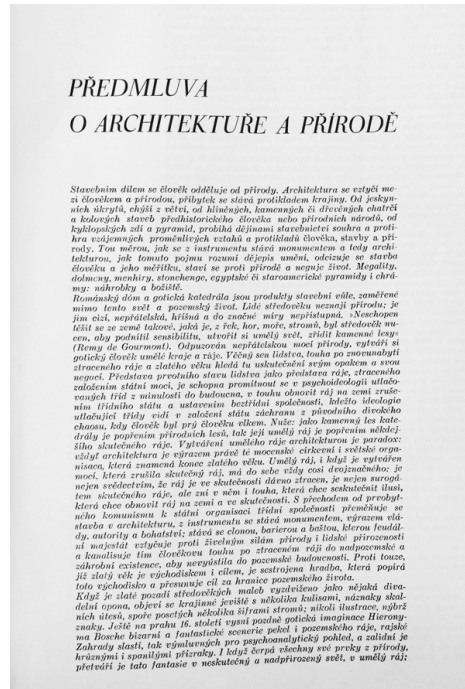 PŘEDMLUVA
O ARCHITEKTUŘE A PŘÍRODĚ
Stavebním dílem se člověk odděluje od přírody. Architektura se vztyčí me-
zi člověkem a přírodou, příbytek se stává protikladem krajiny. Od jeskyn-
ních úkrytů, chýší z větví, od hliněných, kamenných či dřevěných chatrčí
a kolových staveb předhistorického člověka nebo přírodních národů, od
kyklopských zdí a pyramid, probíhá dějinami stavebnictví souhra a proti-
hra vzájemných proměnlivých vztahů a protikladů člověka, stavby a pří-
rody. Tou měrou, jak se z instrumentu stává monumentem a tedy archi-
tekturou, jak tomuto pojmu rozumí dějepis umění, odcizuje se stavba
člověku a jeho měřítku, staví se proti přírodě a neguje život. Megality,
dolmeny, menhiry, stonehenge, egyptské či staroamerické pyramidy i chrá-
my: náhrobky a božiště.
Románský dóm a gotická katedrála jsou produkty stavební vůle, zaměřené
mimo tento svět a pozemský život. Lidé středověku neznají přírodu; je
jim cizí, nepřátelská, hříšná a do značné míry nepřístupná. »Neschopen
těšit se ze země takové, jaká je, z řek, hor, moře, stromů, byl středověk nu-
cen, aby podnítil sensibilitu, utvořit si umělý svět, zřídit kamenné lesy«
(Remy de Gourmont). Odpuzován nepřátelskou mocí přírody, vytváří si
gotický člověk umělé kraje a ráje. Věčný sen lidstva, touha po znovunabytí
ztraceného ráje a zlatého věku hledá tu uskutečnění svým opakem a svou
negací. Představa prvotního stavu lidstva jako představa ráje, ztraceného
založením státní moci, je schopna promítnout se v psychoideologii utlačo-
vaných tříd z minulosti do budoucna, v touhu obnovit ráj na zemi zruše-
ním třídního státu a ustavením beztřídní společnosti, kdežto ideologie
utlačující třídy vidí v založení státu záchranu z původního divokého
chaosu, kdy člověk byl prý člověku vlkem. Nuže: jako kamenný les kate-
drály je popřením přírodních lesů, tak její umělý ráj je popřením někdej-
šího skutečného ráje. Vytváření umělého ráje architekturou je paradox:
vždyť architektura je výrazem právě té mocenské církevní i světské orga-
nisace, která znamená konec zlatého věku. Umělý ráj, i když je vytvářen
mocí, která zrušila skutečný ráj, má do sebe vždy cosi dvojznačného: je
nejen svědectvím, že ráj je ve skutečnosti dávno ztracen, je nejen surogá-
tem skutečného ráje, ale zní v něm i touha, která chce uskutečnit ilusi,
která chce obnovit ráj na zemi a ve skutečnosti. S přechodem od prvobyt-
ného komunismu k státní organisaci třídní společnosti přeměňuje se
stavba v architekturu, z instrumentu se stává monumentem, výrazem vlá-
dy, autority a bohatství; stává se clonou, barierou a baštou, kterou feudál-
ní majestát vztyčuje proti živelným silám přírody i lidské přirozenosti
a kanalisuje tím člověkovu touhu po ztraceném ráji do nadpozemské a
záhrobní existence, aby nevyústila do pozemské budoucnosti. Proti touze,
jíž zlatý věk je východiskem i cílem, je sestrojena hradba, která popírá
toto východisko a přesunuje cíl za hranice pozemského života.
Když je zlaté pozadí středověkých maleb vyzdviženo jako nějaká diva-
delní opona, objeví se krajinné jeviště s několika kulisami, náznaky skal-
ních útesů, spoře posetých několika šiframi stromů; nikoli ilustrace, nýbrž
znaky. Ještě na prahu 16. století vysní pozdně gotická imaginace Hierony-
ma Bosche bizarní a fantastické scenerie pekel i pozemského ráje, rajské
Zahrady slastí, tak výmluvných pro psychoanalytický pohled, a zalidní je
hrůznými i spanilými přízraky. I když čerpá všechny své prvky z přírody,
přetváří je tato fantasie v neskutečný a nadpřirozený svět, v umělý ráj;